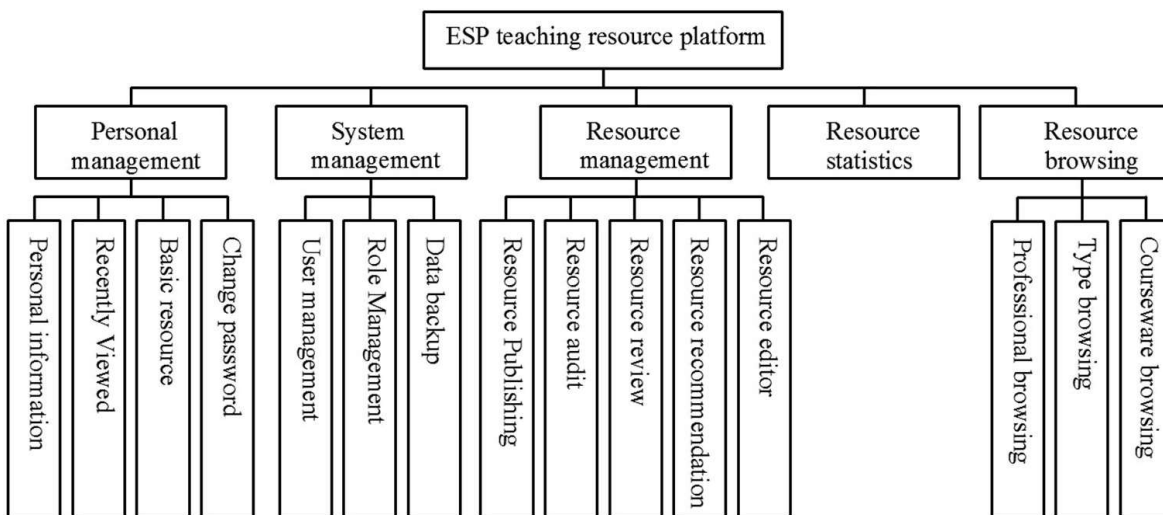 ESP teaching resource platform
Personal
management
System
management
Resource
management
Resource
statistics
Resource
browsing
Personal information
Recently Viewed
Basic resource
Change password
User management
Role Management
Data backup
Resource Publishing
Resource audit
Resource review
Resource recommendation
Resource editor
Professional browsing
Type browsing
Courseware browsing